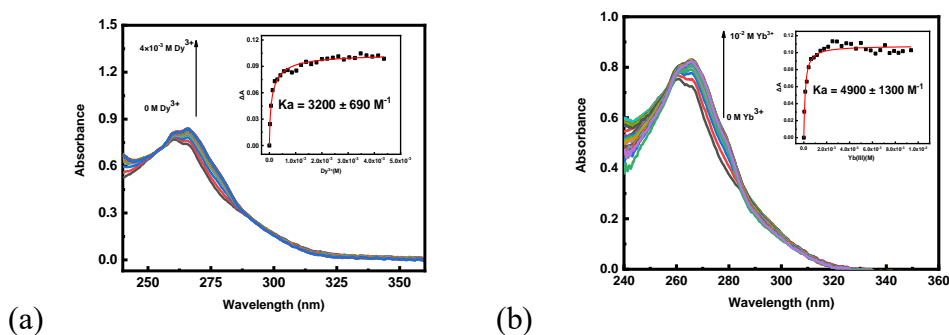 1.5
1.2
0.9
0.6
0.3
0.0
Absorbance
4×10⁻³ M Dy³⁺
0 M Dy³⁺
0.12
0.09
0.06
0.03
0.00
ΔA
Ka = 3200 ± 690 M⁻¹
0.0 1.0x10⁻³ 2.0x10⁻³ 3.0x10⁻³ 4.0x10⁻³ 5.0x10⁻³
Dy³⁺(M)
250 275 300 325 350
Wavelength (nm)
(a)
1.0
0.8
0.6
0.4
0.2
0.0
Absorbance
10⁻² M Yb³⁺
0 M Yb³⁺
0.12
0.10
0.08
0.06
0.04
0.02
0.00
ΔA
Ka = 4900 ± 1300 M⁻¹
Yb(III)(M)
240 260 280 300 320 340 360
Wavelength (nm)
(b)